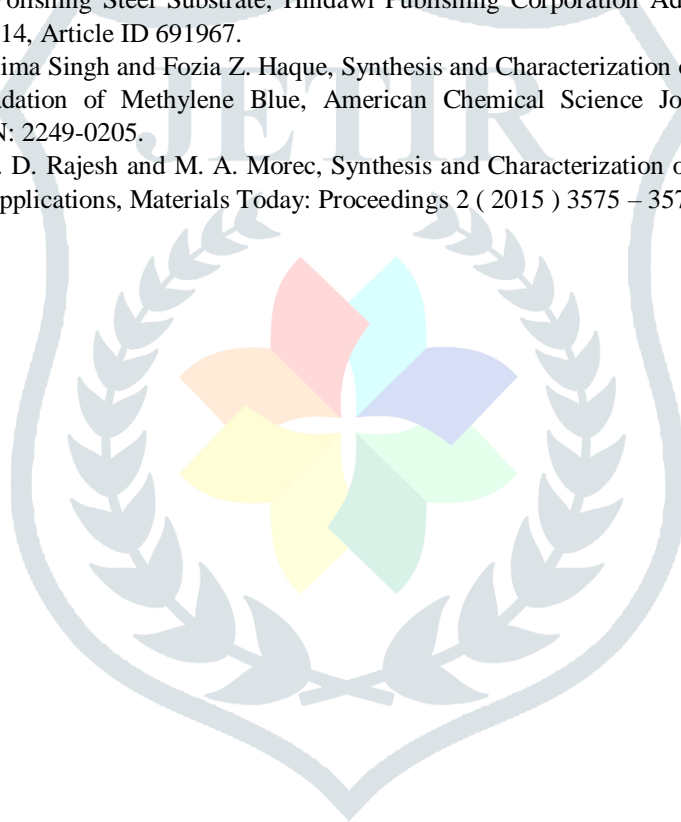 Polishing Steel Substrate, Hindawi Publishing Corporation Ad
14, Article ID 691967.
ima Singh and Fozia Z. Haque, Synthesis and Characterization
dation of Methylene Blue, American Chemical Science Jo
N: 2249-0205.
. D. Rajesh and M. A. Morec, Synthesis and Characterization o
pplications, Materials Today: Proceedings 2 ( 2015 ) 3575 – 357
JETIR